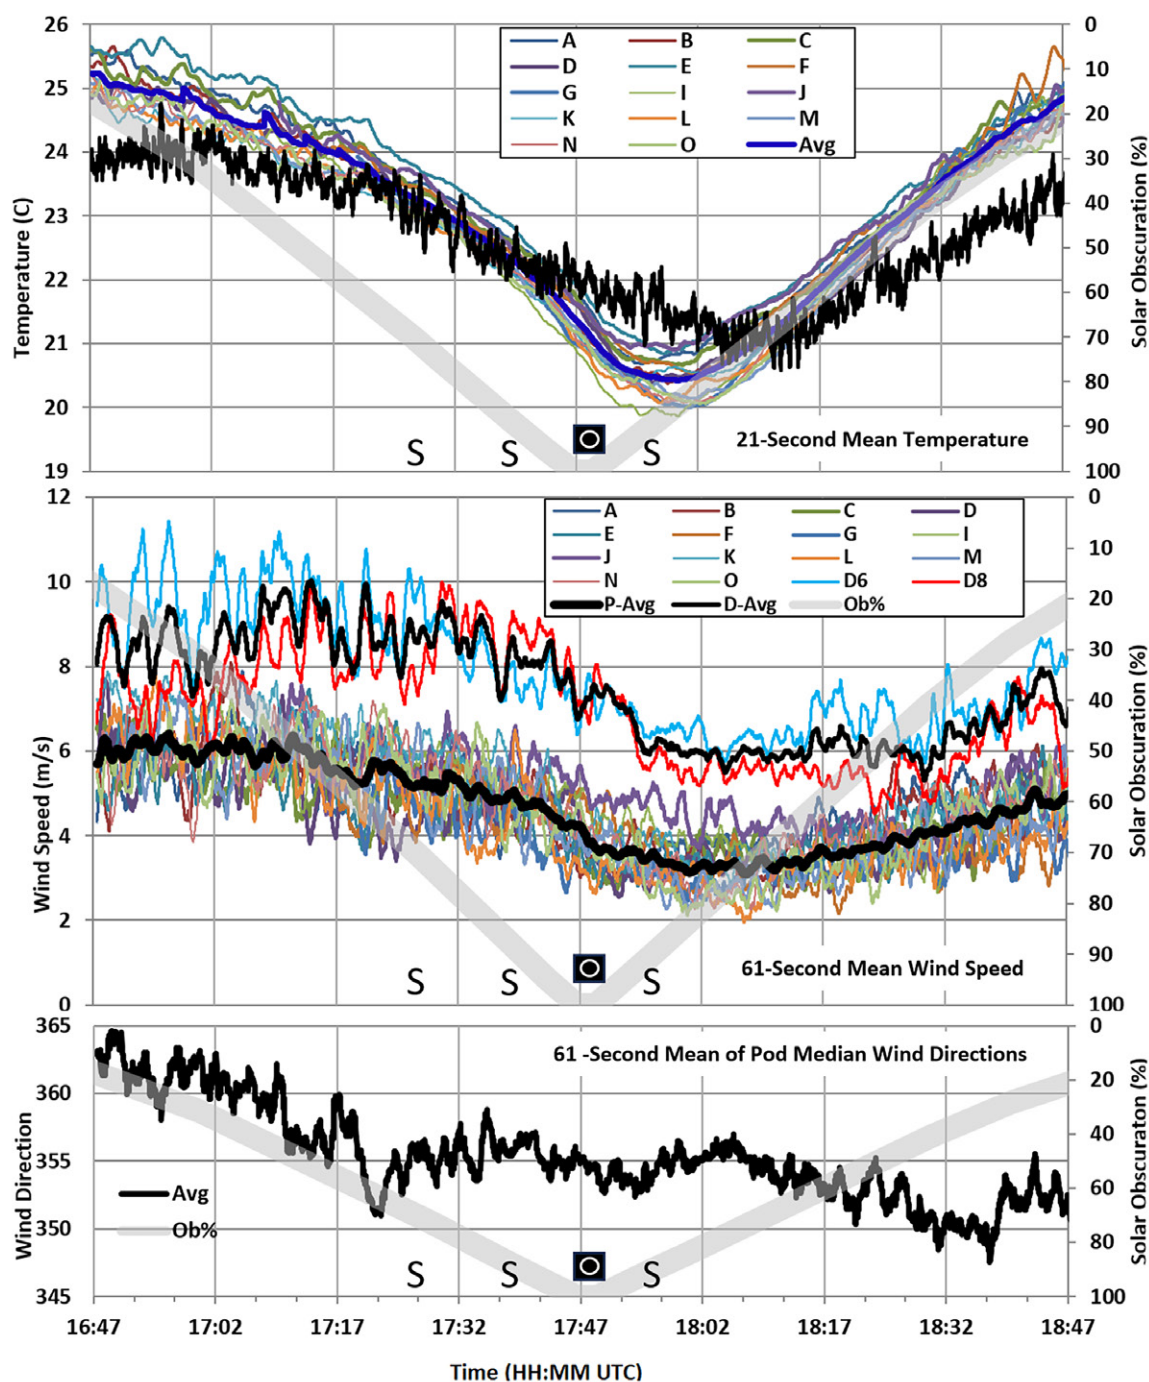 26
25
24
23
22
21
20
19
Temperature (C)
A B C
D E F
G I J
K L M
N O Avg
0
10
20
30
40
50
60
70
80
90
100
Solar Obscuration (%)
S S S
21-Second Mean Temperature
12
10
8
6
4
2
0
Wind Speed (m/s)
A B C D
E F G I
J K L M
N O D6 D8
P-Avg D-Avg Ob%
0
10
20
30
40
50
60
70
80
90
100
Solar Obscuration (%)
S S S
61-Second Mean Wind Speed
365
360
355
350
345
Wind Direction
61 -Second Mean of Pod Median Wind Directions
Avg
Ob%
0
20
40
60
80
100
Solar Obscuraton (%)
S S S
16:47 17:02 17:17 17:32 17:47 18:02 18:17 18:32 18:47
Time (HH:MM UTC)